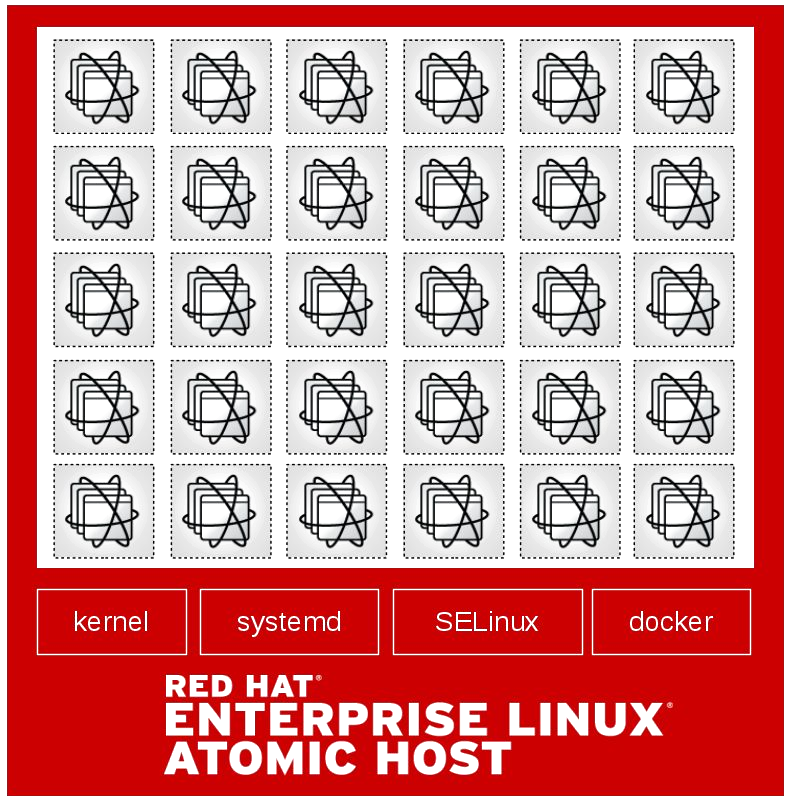 kernel systemd SELinux docker
RED HAT®
ENTERPRISE LINUX®
ATOMIC HOST